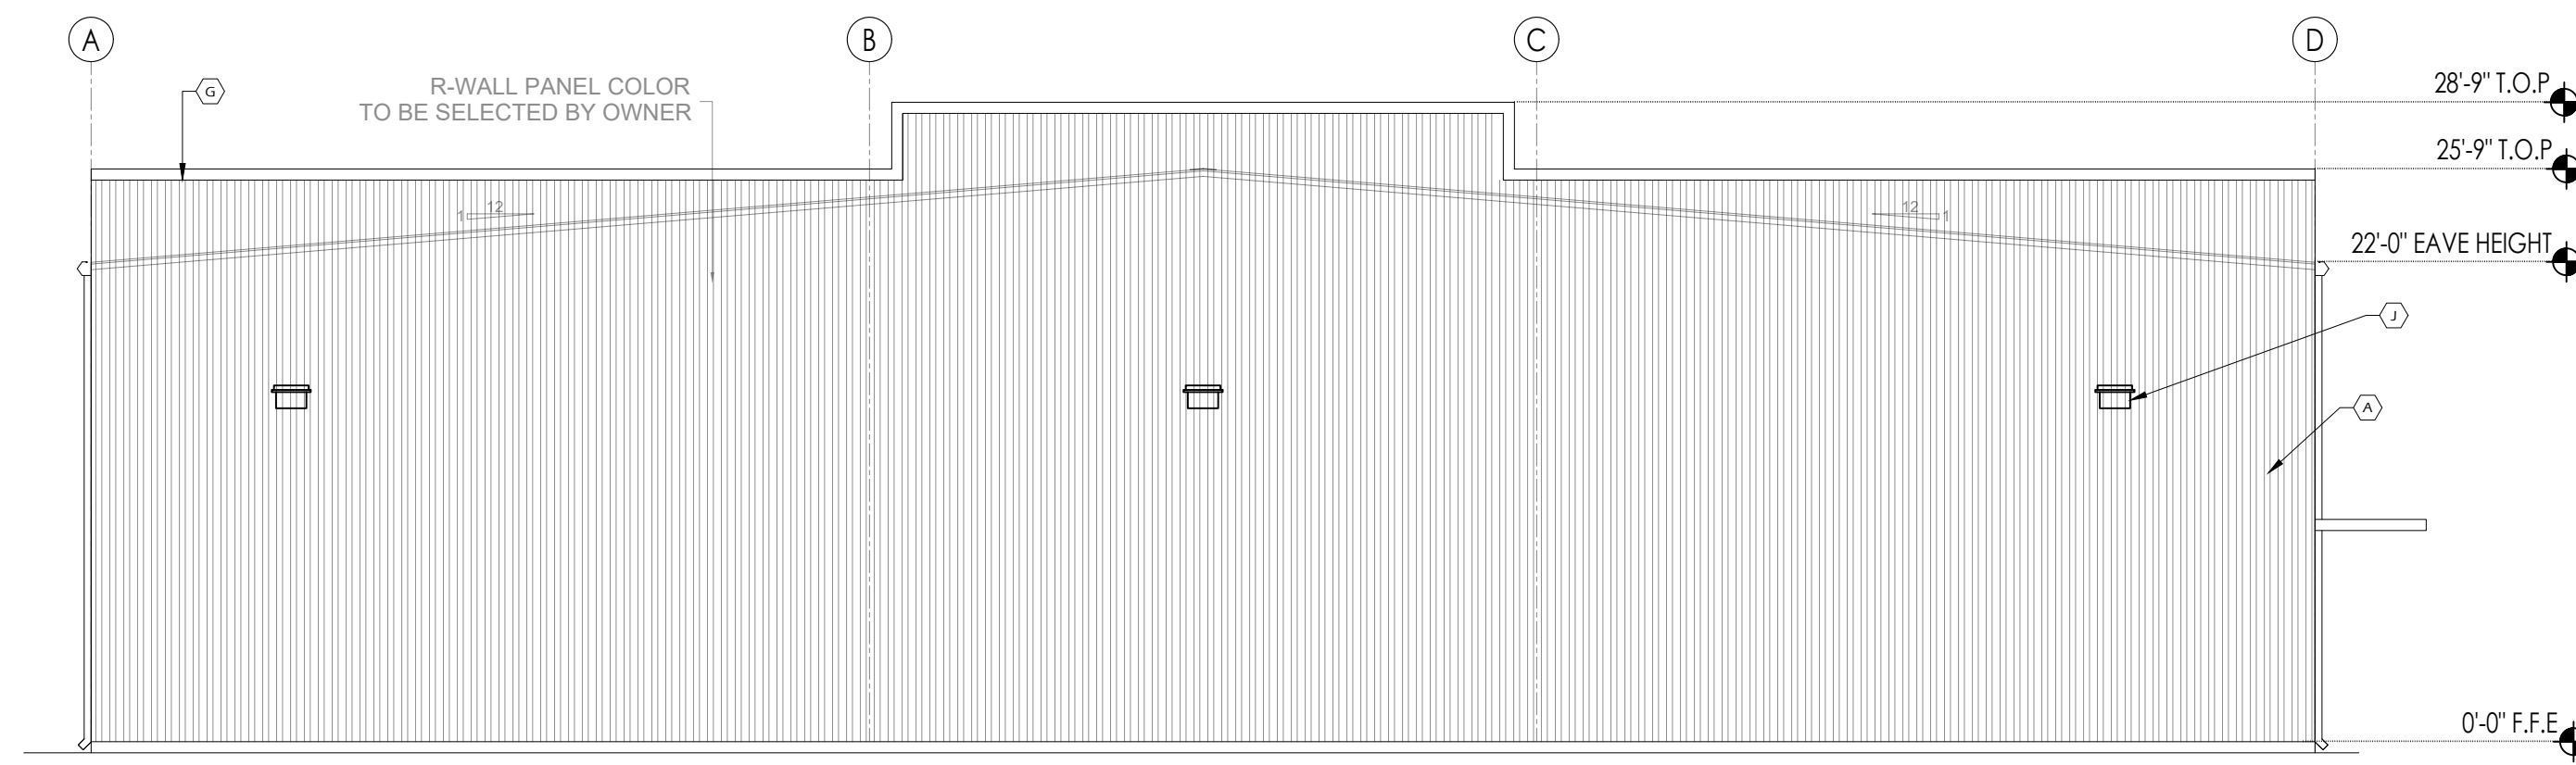 A
B
C
D
G
R-WALL PANEL COLOR
TO BE SELECTED BY OWNER
28'-9" T.O.P
25'-9" T.O.P
12
1
12
1
22'-0" EAVE HEIGHT
J
A
0'-0" F.F.E